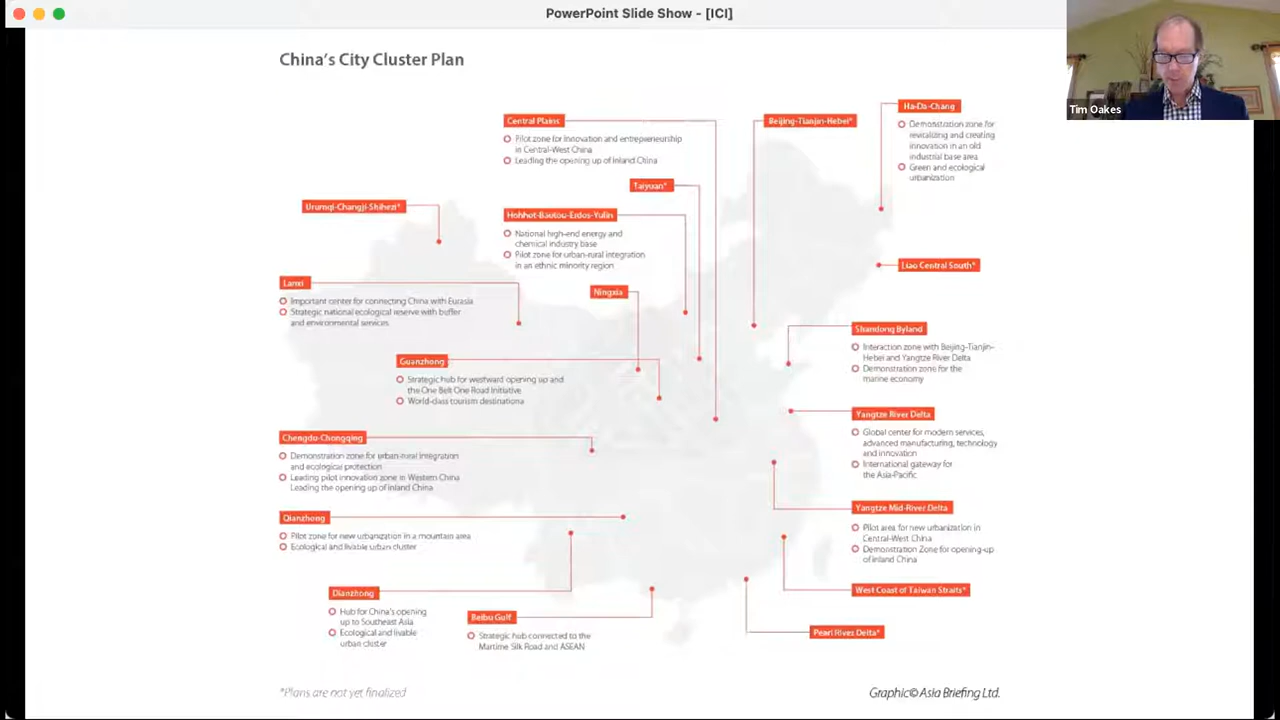 PowerPoint Slide Show - [ICI]
Tim Oakes
China's City Cluster Plan
Central Plains
Pilot zone for innovation and entrepreneurship
in Central-West China
Leading the opening up of inland China
Beijing-Tianjin-Hebei*
Ha-Da-Chang
Demonstration zone for
revitalizing and creating
innovation in an old
industrial base area
Green and ecological
urbanization
Taiyuan*
Urumqi-Changji-Shihezi*
Hohhot-Baotou-Erdos-Yulin
National high-end energy and
chemical industry base
Pilot zone for urban-rural integration
in an ethnic minority region
Liao Central South*
Lanxi
Important center for connecting China with Eurasia
Strategic national ecological reserve with buffer
and environmental services
Ningxia
Shandong Byland
Interaction zone with Beijing-Tianjin-
Hebei and Yangtze River Delta
Demonstration zone for the
marine economy
Guanzhong
Strategic hub for westward opening up and
the One Belt One Road Initiative
World-class tourism destinationa
Yangtze River Delta
Global center for modern services,
advanced manufacturing, technology
and innovation
International gateway for
the Asia-Pacific
Chengdu-Chongqing
Demonstration zone for urban-rural integration
and ecological protection
Leading pilot innovation zone in Western China
Leading the opening up of inland China
Yangtze Mid-River Delta
Pilot area for new urbanization in
Central-West China
Demonstration Zone for opening-up
of inland China
Qianzhong
Pilot zone for new urbanization in a mountain area
Ecological and livable urban cluster
West Coast of Taiwan Straits*
Dianzhong
Hub for China's opening
up to Southeast Asia
Ecological and livable
urban cluster
Beibu Gulf
Strategic hub connected to the
Martime Silk Road and ASEAN
Pearl River Delta*
*Plans are not yet finalized
Graphic© Asia Briefing Ltd.